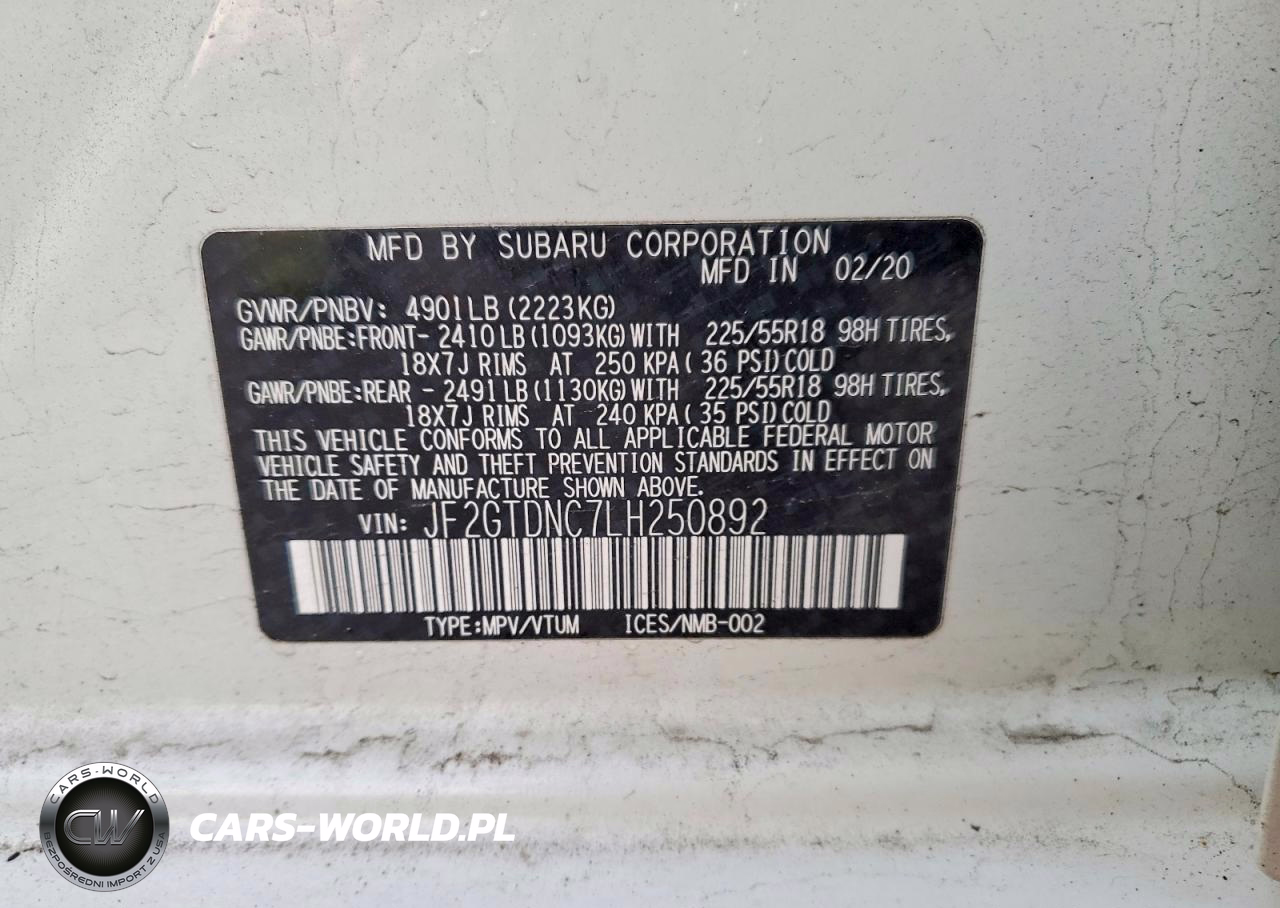 MFD BY SUBARU CORPORATION
MFD IN 02/20
GVWR/PNBV: 4901LB (2223KG)
GAWR/PNBE:FRONT- 2410LB (1093KG) WITH 225/55R18 98H TIRES,
18X7J RIMS AT 250 KPA ( 36 PSI) COLD
GAWR/PNBE:REAR - 2491LB (1130KG) WITH 225/55R18 98H TIRES,
18X7J RIMS AT 240 KPA ( 35 PSI) COLD
THIS VEHICLE CONFORMS TO ALL APPLICABLE FEDERAL MOTOR
VEHICLE SAFETY AND THEFT PREVENTION STANDARDS IN EFFECT ON
THE DATE OF MANUFACTURE SHOWN ABOVE.
VIN: JF2GTDNC7LH250892
TYPE:MPV/VTUM ICES/NMB-002
CARS-WORLD
CW
BEZPOŚREDNI IMPORT Z USA
CARS-WORLD.PL